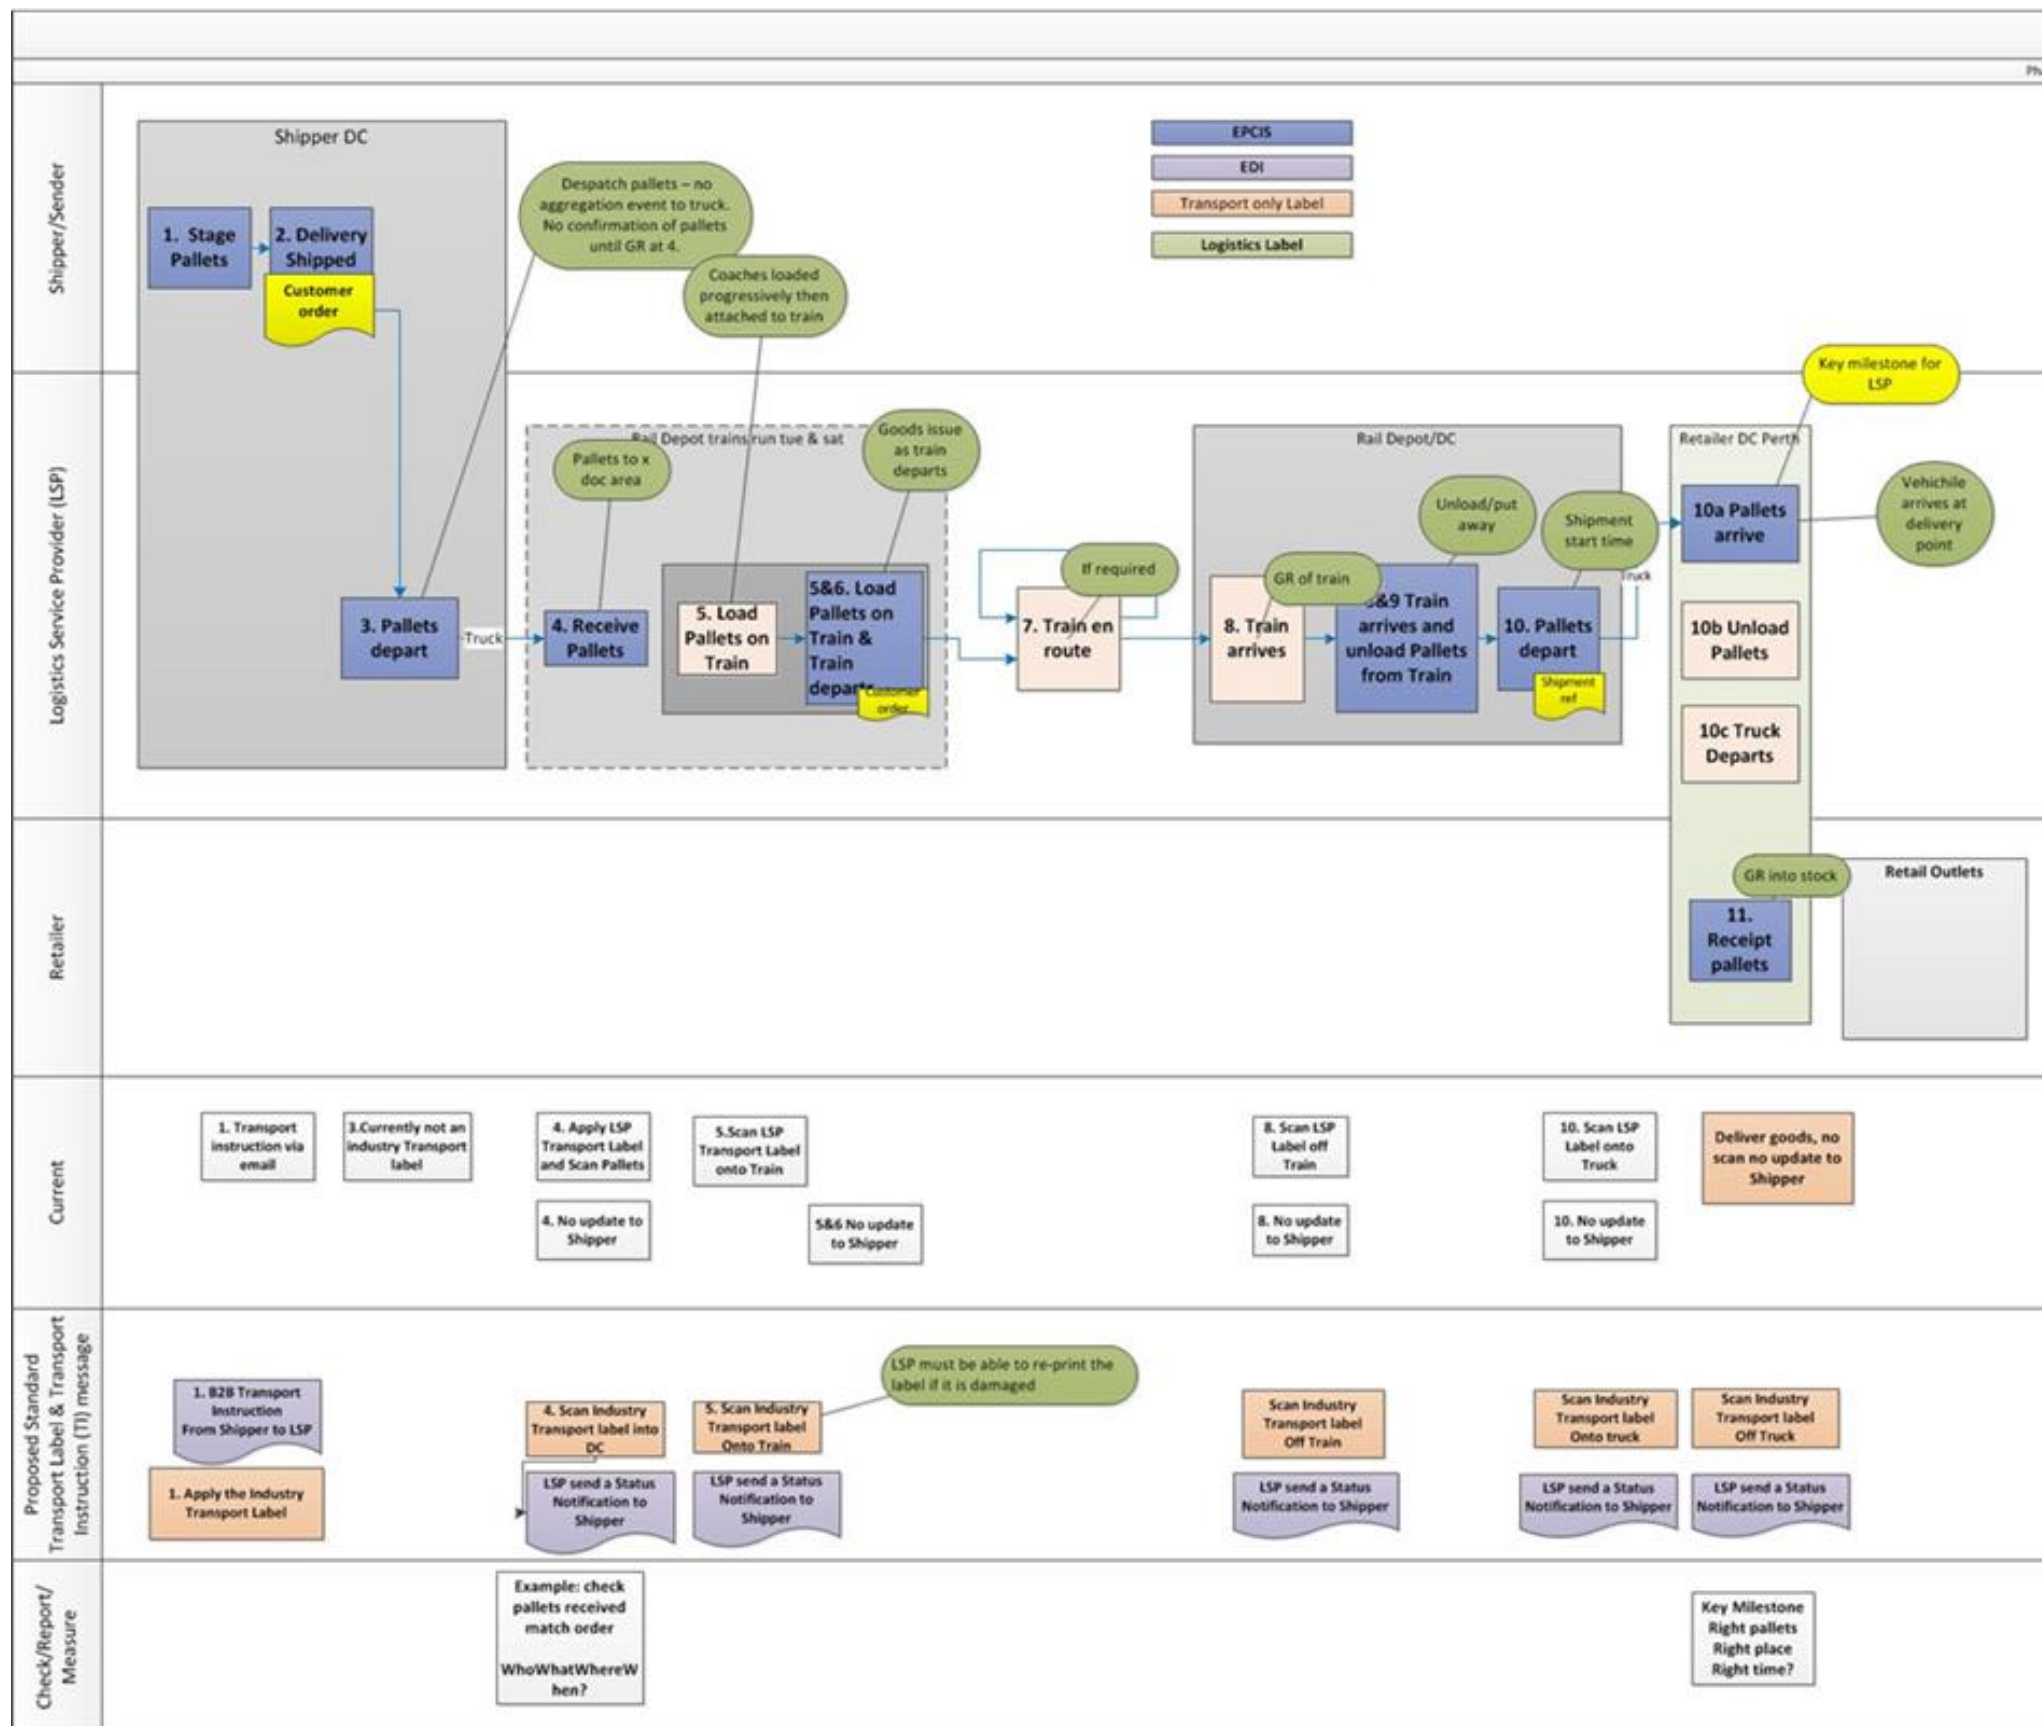 Shipper/Sender
Shipper DC
1. Stage
Pallets
2. Delivery
Shipped
Customer
order
Despatch pallets – no
aggregation event to truck.
No confirmation of pallets
until GR at 4.
Coaches loaded
progressively then
attached to train
EPCIS
EDI
Transport only Label
Logistics Label
Key milestone for
LSP
Logistics Service Provider (LSP)
3. Pallets
depart
Truck
Rail Depot trains run tue & sat
Pallets to x
doc area
Goods issue
as train
departs
4. Receive
Pallets
5. Load
Pallets on
Train
5&6. Load
Pallets on
Train &
Train
departs
Customer
order
If required
7. Train en
route
Rail Depot/DC
Unload/put
away
Shipment
start time
GR of train
8. Train
arrives
&9 Train
arrives and
unload Pallets
from Train
10. Pallets
depart
Shipment
ref
Truck
Retailer DC Perth
10a Pallets
arrive
Vehichile
arrives at
delivery
point
10b Unload
Pallets
10c Truck
Departs
Retailer
GR into stock
11.
Receipt
pallets
Retail Outlets
Current
1. Transport
instruction via
email
3.Currently not an
industry Transport
label
4. Apply LSP
Transport Label
and Scan Pallets
5.Scan LSP
Transport Label
onto Train
8. Scan LSP
Label off
Train
10. Scan LSP
Label onto
Truck
Deliver goods, no
scan no update to
Shipper
4. No update to
Shipper
5&6 No update
to Shipper
8. No update
to Shipper
10. No update
to Shipper
Proposed Standard
Transport Label & Transport
Instruction (TI) message
1. B2B Transport
Instruction
From Shipper to LSP
1. Apply the Industry
Transport Label
4. Scan Industry
Transport label into
DC
LSP send a Status
Notification to
Shipper
5. Scan Industry
Transport label
Onto Train
LSP send a Status
Notification to
Shipper
LSP must be able to re-print the
label if it is damaged
Scan Industry
Transport label
Off Train
LSP send a Status
Notification to Shipper
Scan Industry
Transport label
Onto truck
LSP send a Status
Notification to Shipper
Scan Industry
Transport label
Off Truck
LSP send a Status
Notification to Shipper
Check/Report/
Measure
Example: check
pallets received
match order
WhoWhatWhereW
hen?
Key Milestone
Right pallets
Right place
Right time?